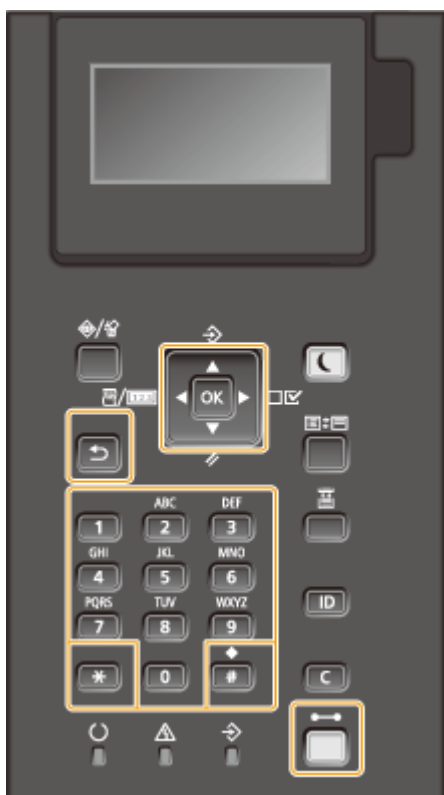 123
OK
ABC DEF
1 2 3
GHI JKL MNO
4 5 6
PQRS TUV WXYZ
7 8 9
ID
* 0 # C